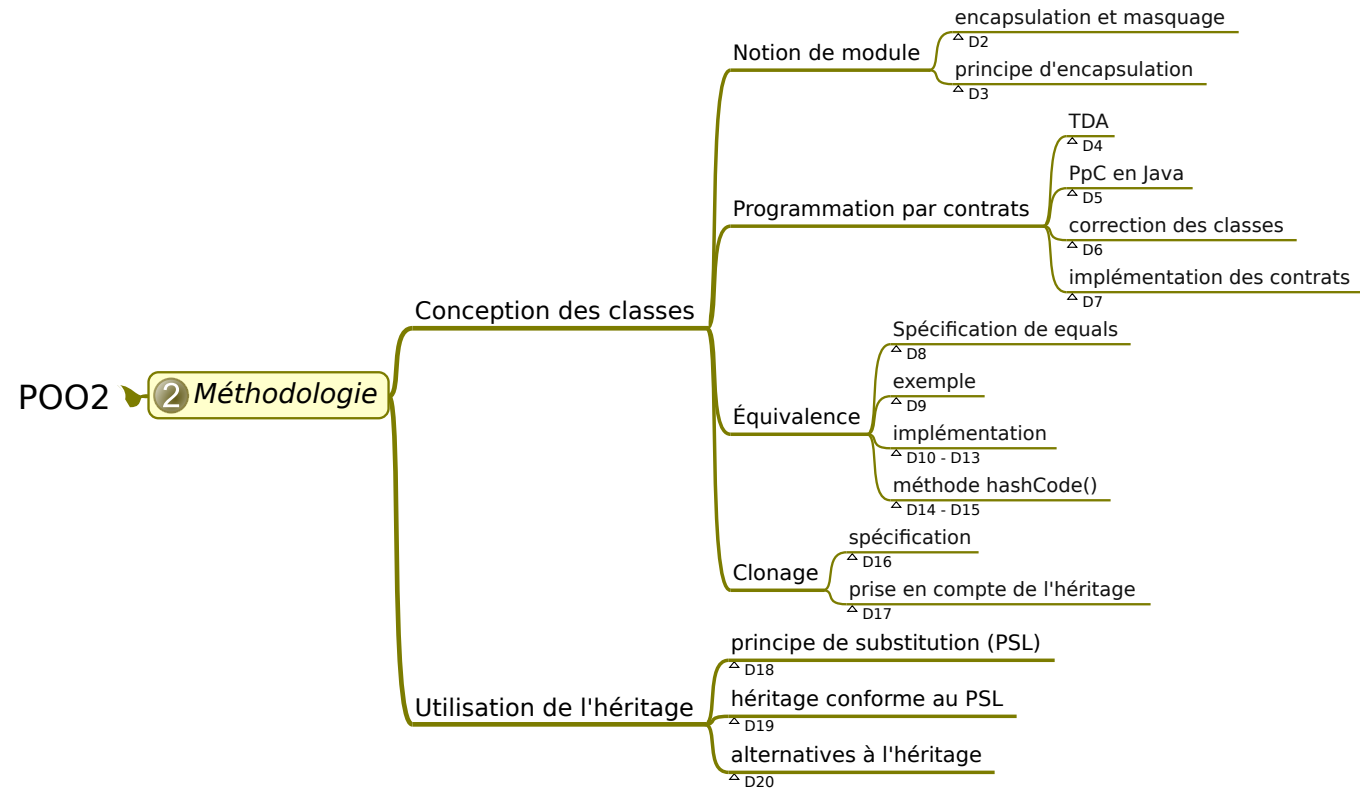 POO2
2 Méthodologie
Conception des classes
Notion de module
encapsulation et masquage
D2
principe d'encapsulation
D3
Programmation par contrats
TDA
D4
PpC en Java
D5
correction des classes
D6
implémentation des contrats
D7
Équivalence
Spécification de equals
D8
exemple
D9
implémentation
D10 - D13
méthode hashCode()
D14 - D15
Clonage
spécification
D16
prise en compte de l'héritage
D17
Utilisation de l'héritage
principe de substitution (PSL)
D18
héritage conforme au PSL
D19
alternatives à l'héritage
D20